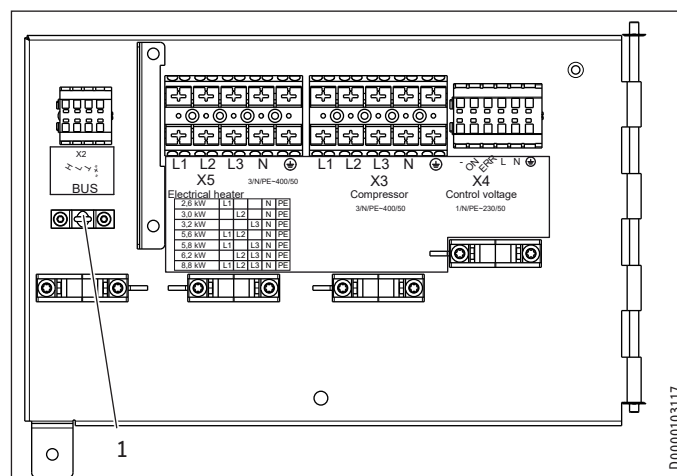 X2
H L ⊥ "+"
BUS
L1 L2 L3 N
X5
3/N/PE~400/50
Electrical heater
2,6 kW L1 N PE
3,0 kW L2 N PE
3,2 kW L3 N PE
5,6 kW L1 L2 N PE
5,8 kW L1 L3 N PE
6,2 kW L2 L3 N PE
8,8 kW L1 L2 L3 N PE
L1 L2 L3 N
X3
Compressor
3/N/PE~400/50
ON ERR L N
X4
Control voltage
1/N/PE~230/50
1
D0000103117